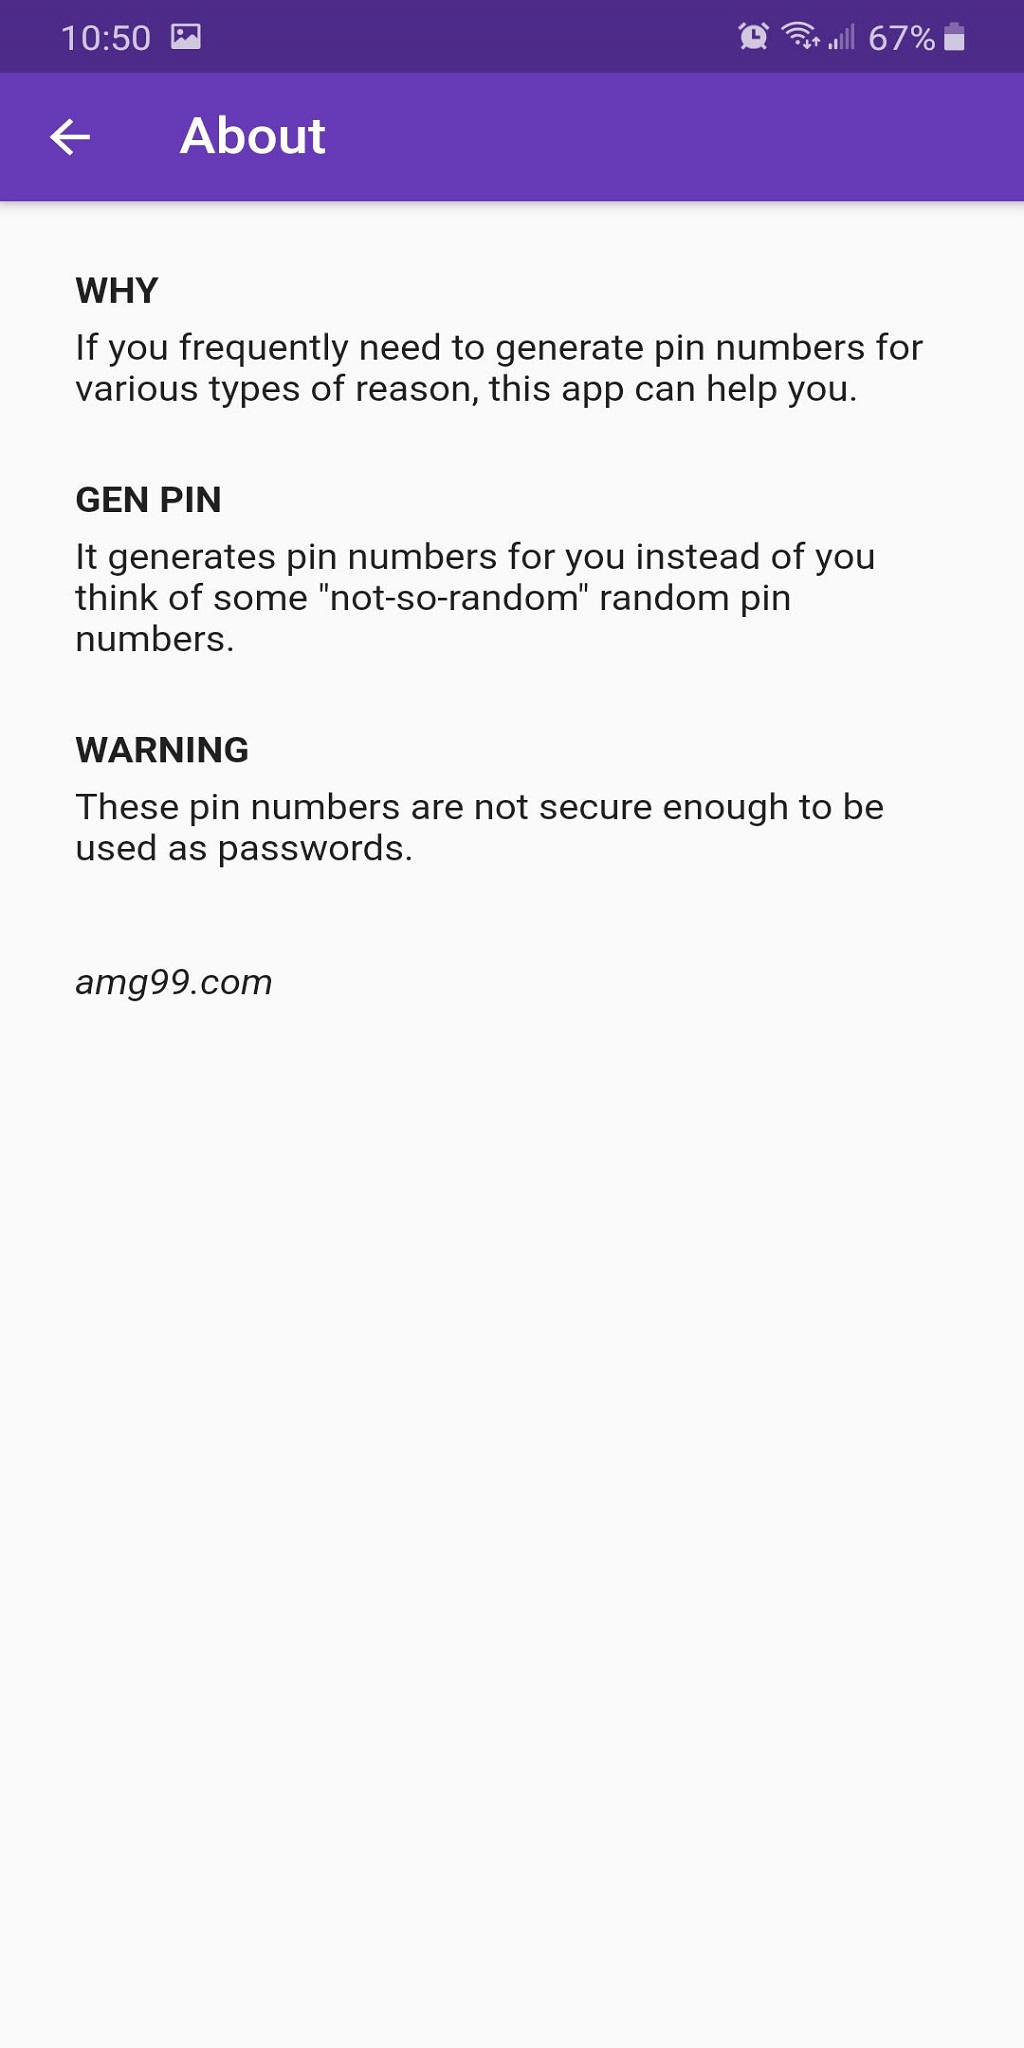 10:50
67%
About
WHY
If you frequently need to generate pin numbers for
various types of reason, this app can help you.
GEN PIN
It generates pin numbers for you instead of you
think of some "not-so-random" random pin
numbers.
WARNING
These pin numbers are not secure enough to be
used as passwords.
amg99.com